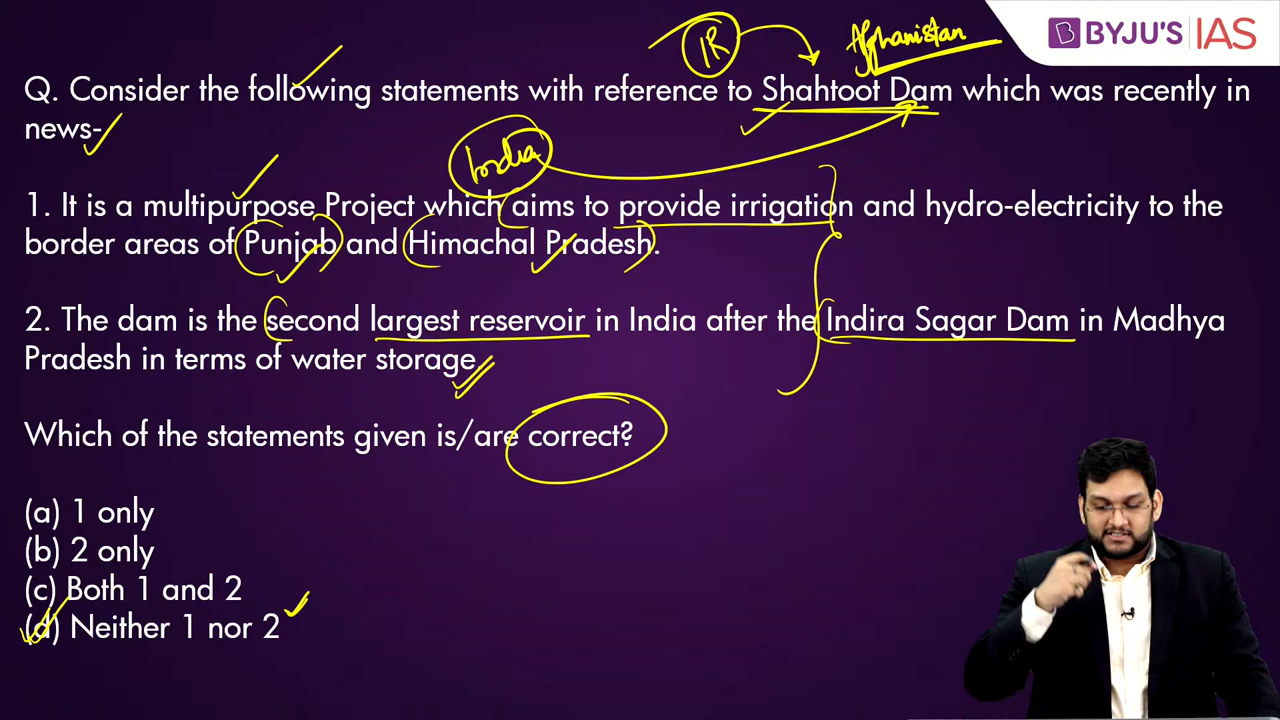 BYJU'S IAS
IR
Afghanistan
Q. Consider the following statements with reference to Shahtoot Dam which was recently in
news-
India
1. It is a multipurpose Project which aims to provide irrigation and hydro-electricity to the
border areas of Punjab and Himachal Pradesh.
2. The dam is the second largest reservoir in India after the Indira Sagar Dam in Madhya
Pradesh in terms of water storage
Which of the statements given is/are correct?
(a) 1 only
(b) 2 only
(c) Both 1 and 2
(d) Neither 1 nor 2